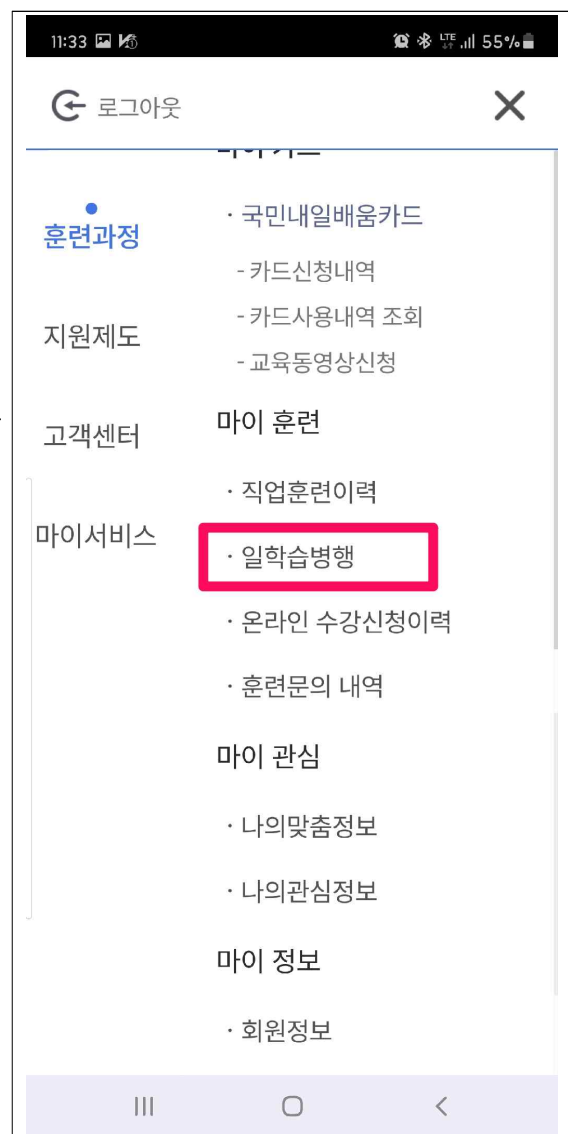 11:33 LTE 55%
로그아웃
훈련과정
지원제도
고객센터
마이서비스
· 국민내일배움카드
- 카드신청내역
- 카드사용내역 조회
- 교육동영상신청
마이 훈련
· 직업훈련이력
· 일학습병행
· 온라인 수강신청이력
· 훈련문의 내역
마이 관심
· 나의맞춤정보
· 나의관심정보
마이 정보
· 회원정보